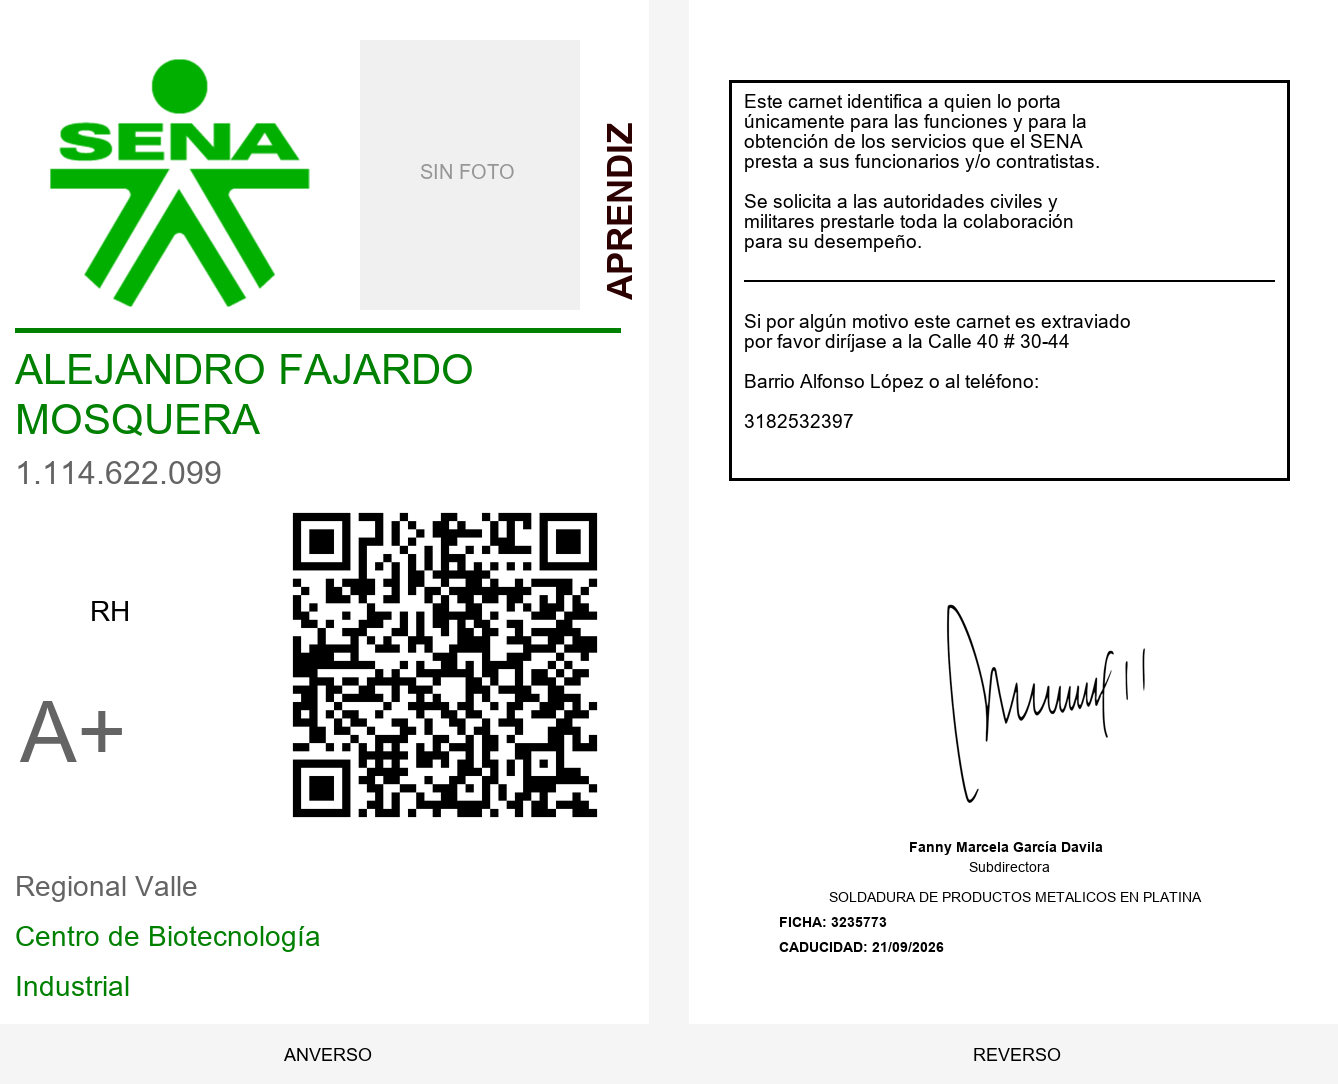 SENA
SIN FOTO
APRENDIZ
ALEJANDRO FAJARDO
MOSQUERA
1.114.622.099
RH
A+
Regional Valle
Centro de Biotecnología
Industrial
ANVERSO
Este carnet identifica a quien lo porta
únicamente para las funciones y para la
obtención de los servicios que el SENA
presta a sus funcionarios y/o contratistas.
Se solicita a las autoridades civiles y
militares prestarle toda la colaboración
para su desempeño.
Si por algún motivo este carnet es extraviado
por favor diríjase a la Calle 40 # 30-44
Barrio Alfonso López o al teléfono:
3182532397
Fanny Marcela García Davila
Subdirectora
SOLDADURA DE PRODUCTOS METALICOS EN PLATINA
FICHA: 3235773
CADUCIDAD: 21/09/2026
REVERSO